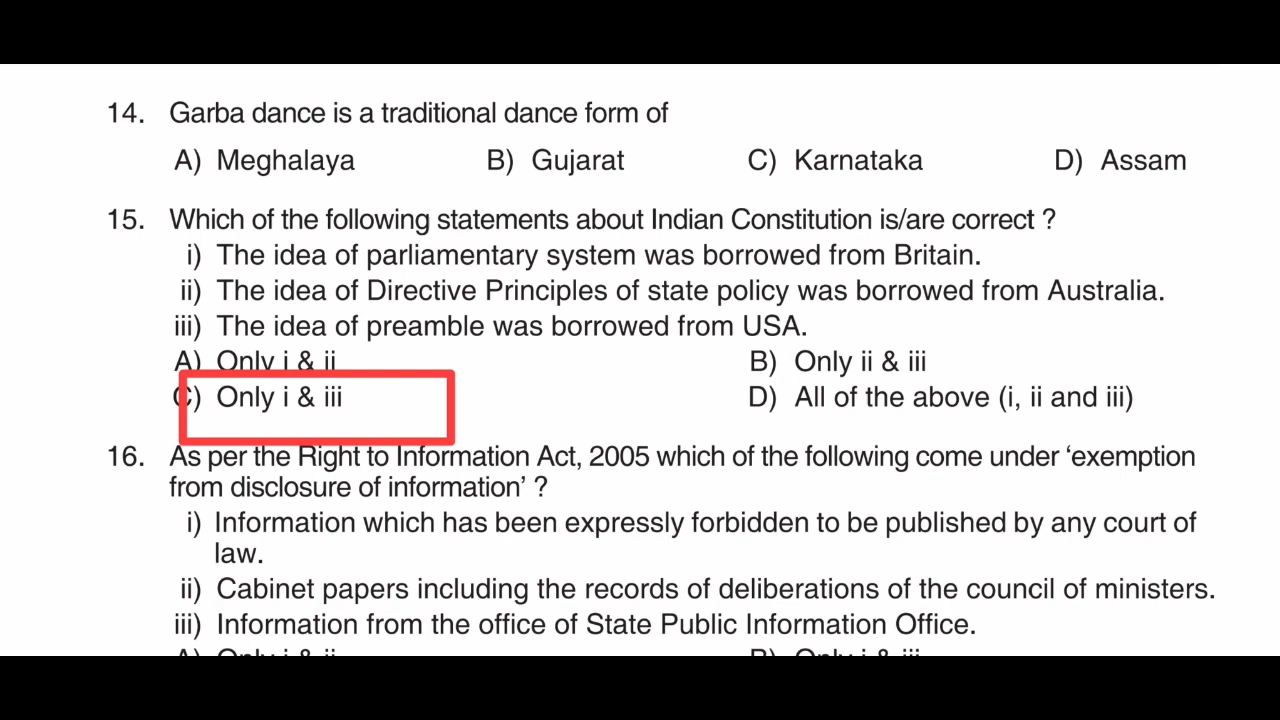 14. Garba dance is a traditional dance form of
A) Meghalaya B) Gujarat C) Karnataka D) Assam
15. Which of the following statements about Indian Constitution is/are correct ?
i) The idea of parliamentary system was borrowed from Britain.
ii) The idea of Directive Principles of state policy was borrowed from Australia.
iii) The idea of preamble was borrowed from USA.
A) Only i & ii B) Only ii & iii
C) Only i & iii D) All of the above (i, ii and iii)
16. As per the Right to Information Act, 2005 which of the following come under ‘exemption
from disclosure of information’ ?
i) Information which has been expressly forbidden to be published by any court of
law.
ii) Cabinet papers including the records of deliberations of the council of ministers.
iii) Information from the office of State Public Information Office.
A) Only i & ii B) Only i & iii